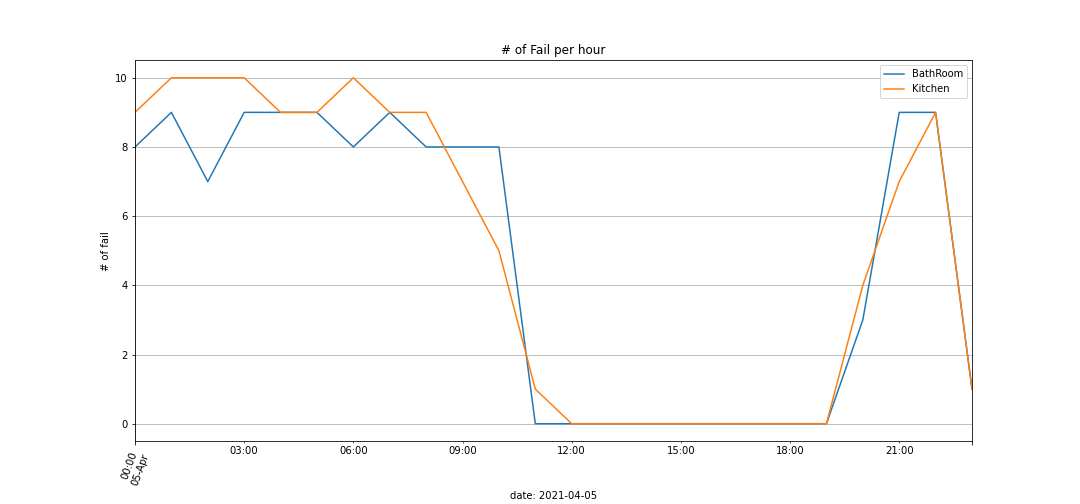 # of Fail per hour
BathRoom
Kitchen
# of fail
10
8
6
4
2
0
00:00
05-Apr
03:00
06:00
09:00
12:00
15:00
18:00
21:00
date: 2021-04-05